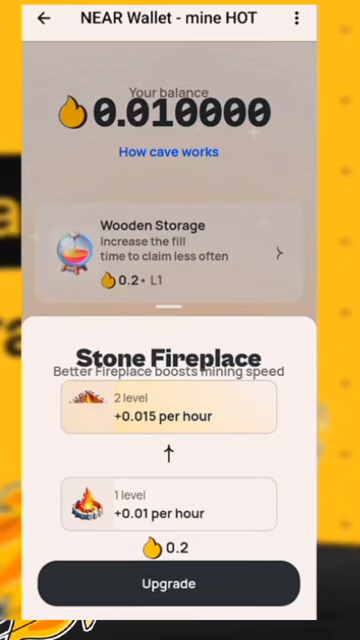 NEAR Wallet - mine HOT
Your balance
0.010000
How cave works
Wooden Storage
Increase the fill
time to claim less often
0.2 • L1
Stone Fireplace
Better Fireplace boosts mining speed
2 level
+0.015 per hour
1 level
+0.01 per hour
0.2
Upgrade